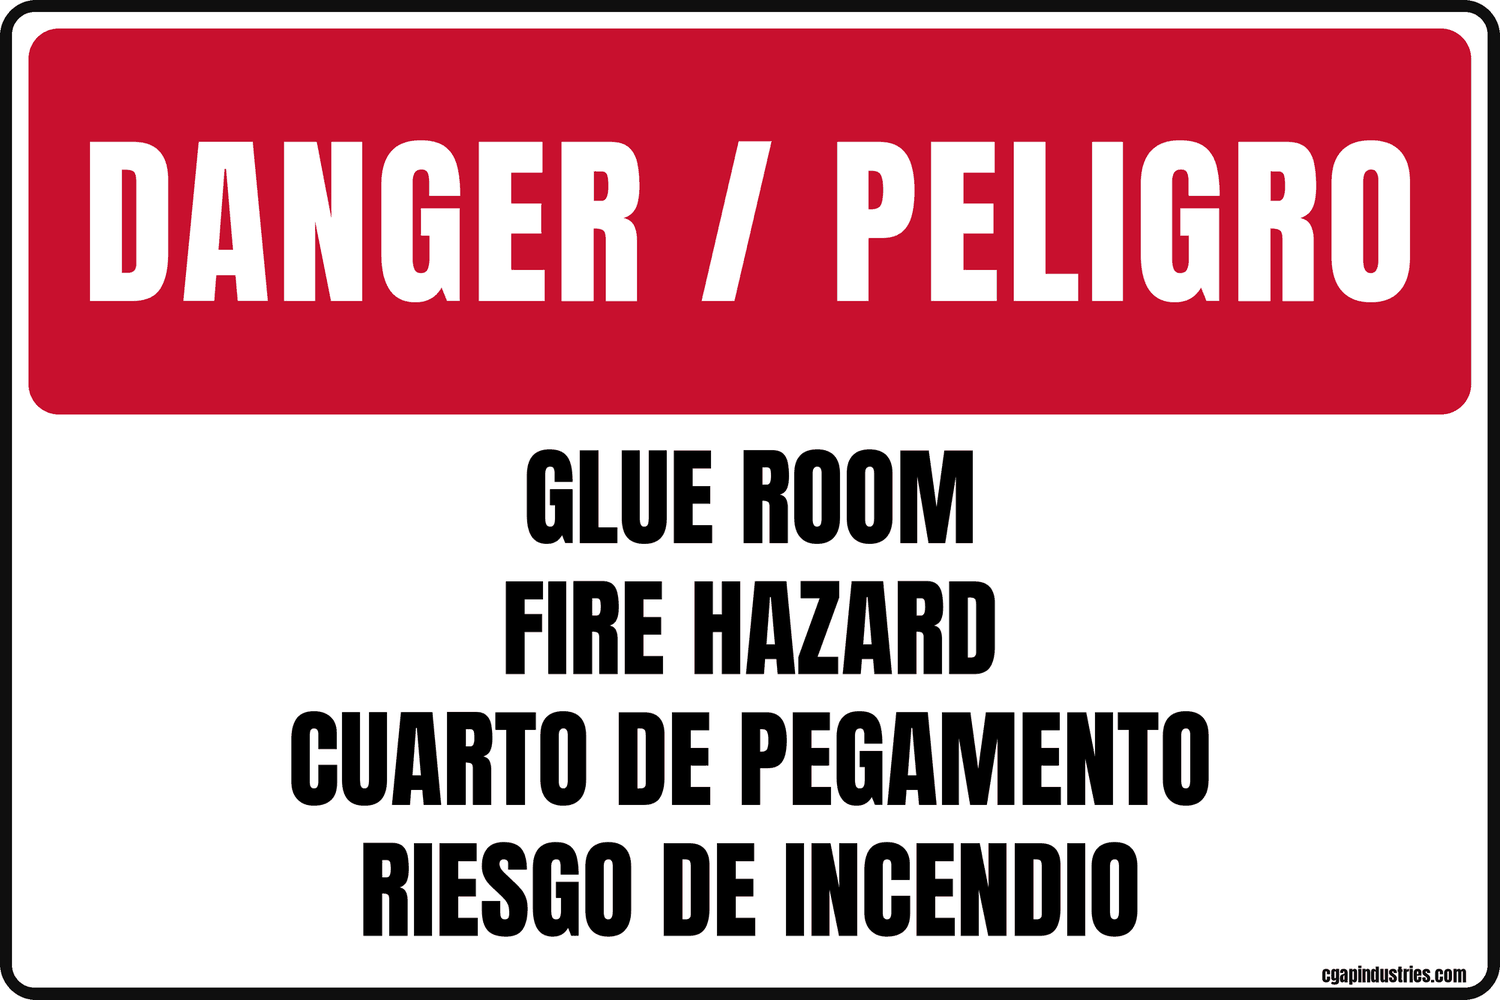 DANGER / PELIGRO
GLUE ROOM
FIRE HAZARD
CUARTO DE PEGAMENTO
RIESGO DE INCENDIO
cgapindustries.com